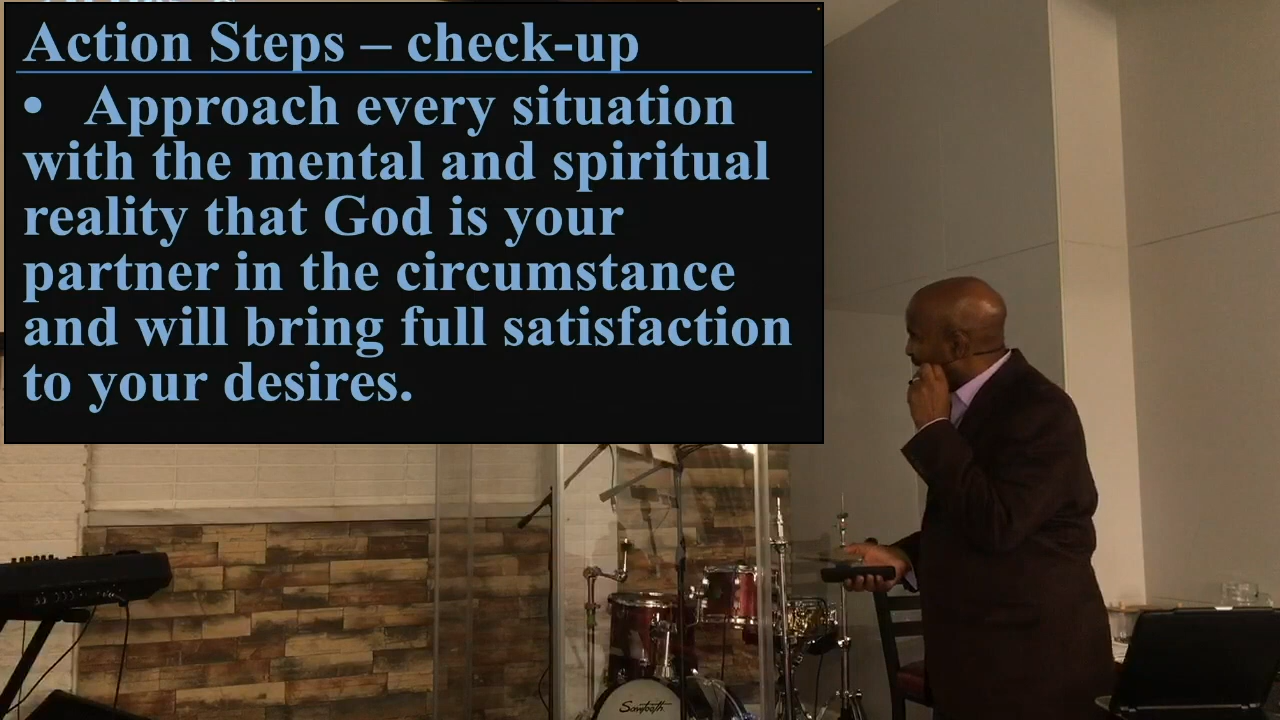 Action Steps – check-up
• Approach every situation
with the mental and spiritual
reality that God is your
partner in the circumstance
and will bring full satisfaction
to your desires.
Sawtooth